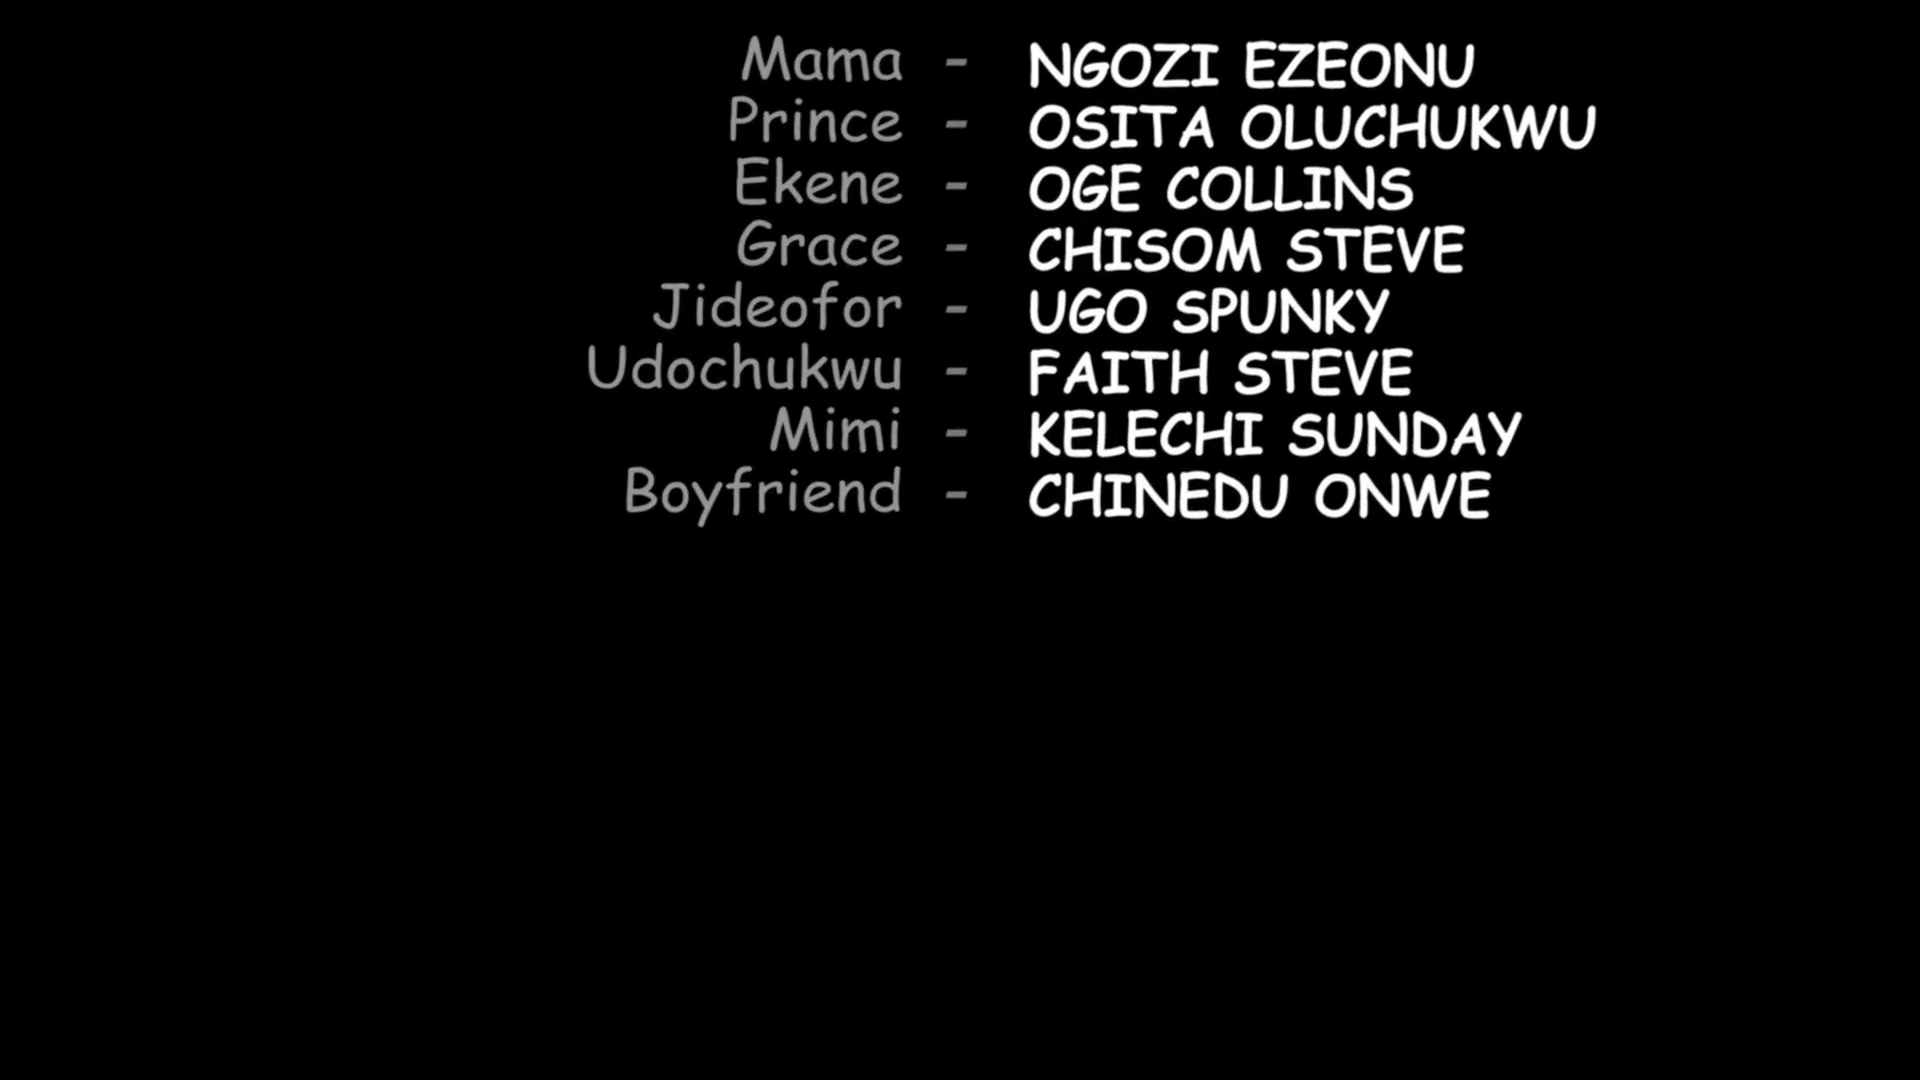 Mama - NGOZI EZEONU
Prince - OSITA OLUCHUKWU
Ekene - OGE COLLINS
Grace - CHISOM STEVE
Jideofor - UGO SPUNKY
Udochukwu - FAITH STEVE
Mimi - KELECHI SUNDAY
Boyfriend - CHINEDU ONWE